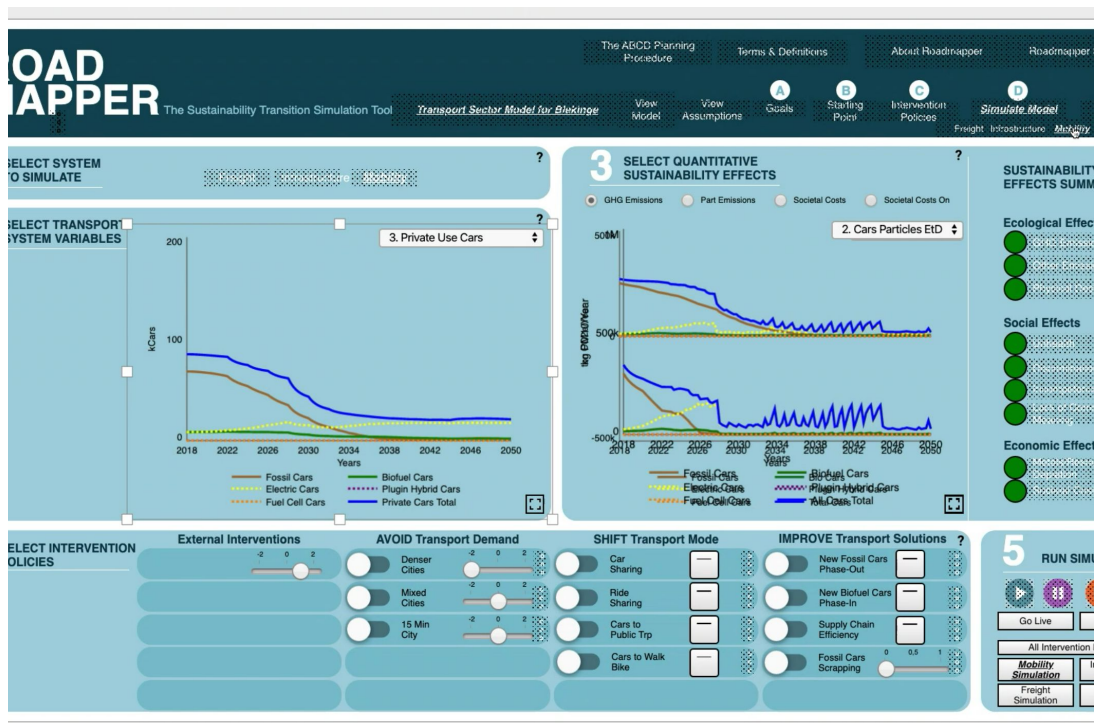 The ABCD Planning Procedure
Terms & Definitions
About Roadmapper
Roadmapper
OAD
APPER
The Sustainability Transition Simulation Tool
Transport Sector Model for Blekinge
View Model
View Assumptions
A
Goals
B
Starting Point
C
Intervention Policies
D
Simulate Model
Freight Infrastructure Mobility
SELECT SYSTEM
TO SIMULATE
?
Freight Infrastructure Mobility
SELECT TRANSPORT
SYSTEM VARIABLES
?
3. Private Use Cars
200
100
0
kCars
2018 2022 2026 2030 2034 2038 2042 2046 2050
Years
Fossil Cars
Biofuel Cars
Electric Cars
Plugin Hybrid Cars
Fuel Cell Cars
Private Cars Total
3
SELECT QUANTITATIVE
SUSTAINABILITY EFFECTS
?
GHG Emissions
Part Emissions
Societal Costs
Societal Costs On
2. Cars Particles EtD
500k
0
-500k
2018 2022 2026 2030 2034 2038 2042 2046 2050
Years
Fossil Cars
Biofuel Cars
Electric Cars
Plugin Hybrid Cars
Fuel Cell Cars
All Cars Total
SUSTAINABILITY
EFFECTS SUMM
Ecological Effec
Social Effects
Economic Effect
ELECT INTERVENTION
OLICIES
External Interventions
-2 0 2
AVOID Transport Demand
Denser
Cities
-2 0 2
Mixed
Cities
-2 0 2
15 Min
City
-2 0 2
SHIFT Transport Mode
Car
Sharing
Ride
Sharing
Cars to
Public Trp
Cars to Walk
Bike
IMPROVE Transport Solutions
?
New Fossil Cars
Phase-Out
New Biofuel Cars
Phase-In
Supply Chain
Efficiency
Fossil Cars
Scrapping
0 0,5 1
5
RUN SIMU
Go Live
All Intervention
Mobility
Simulation
Freight
Simulation